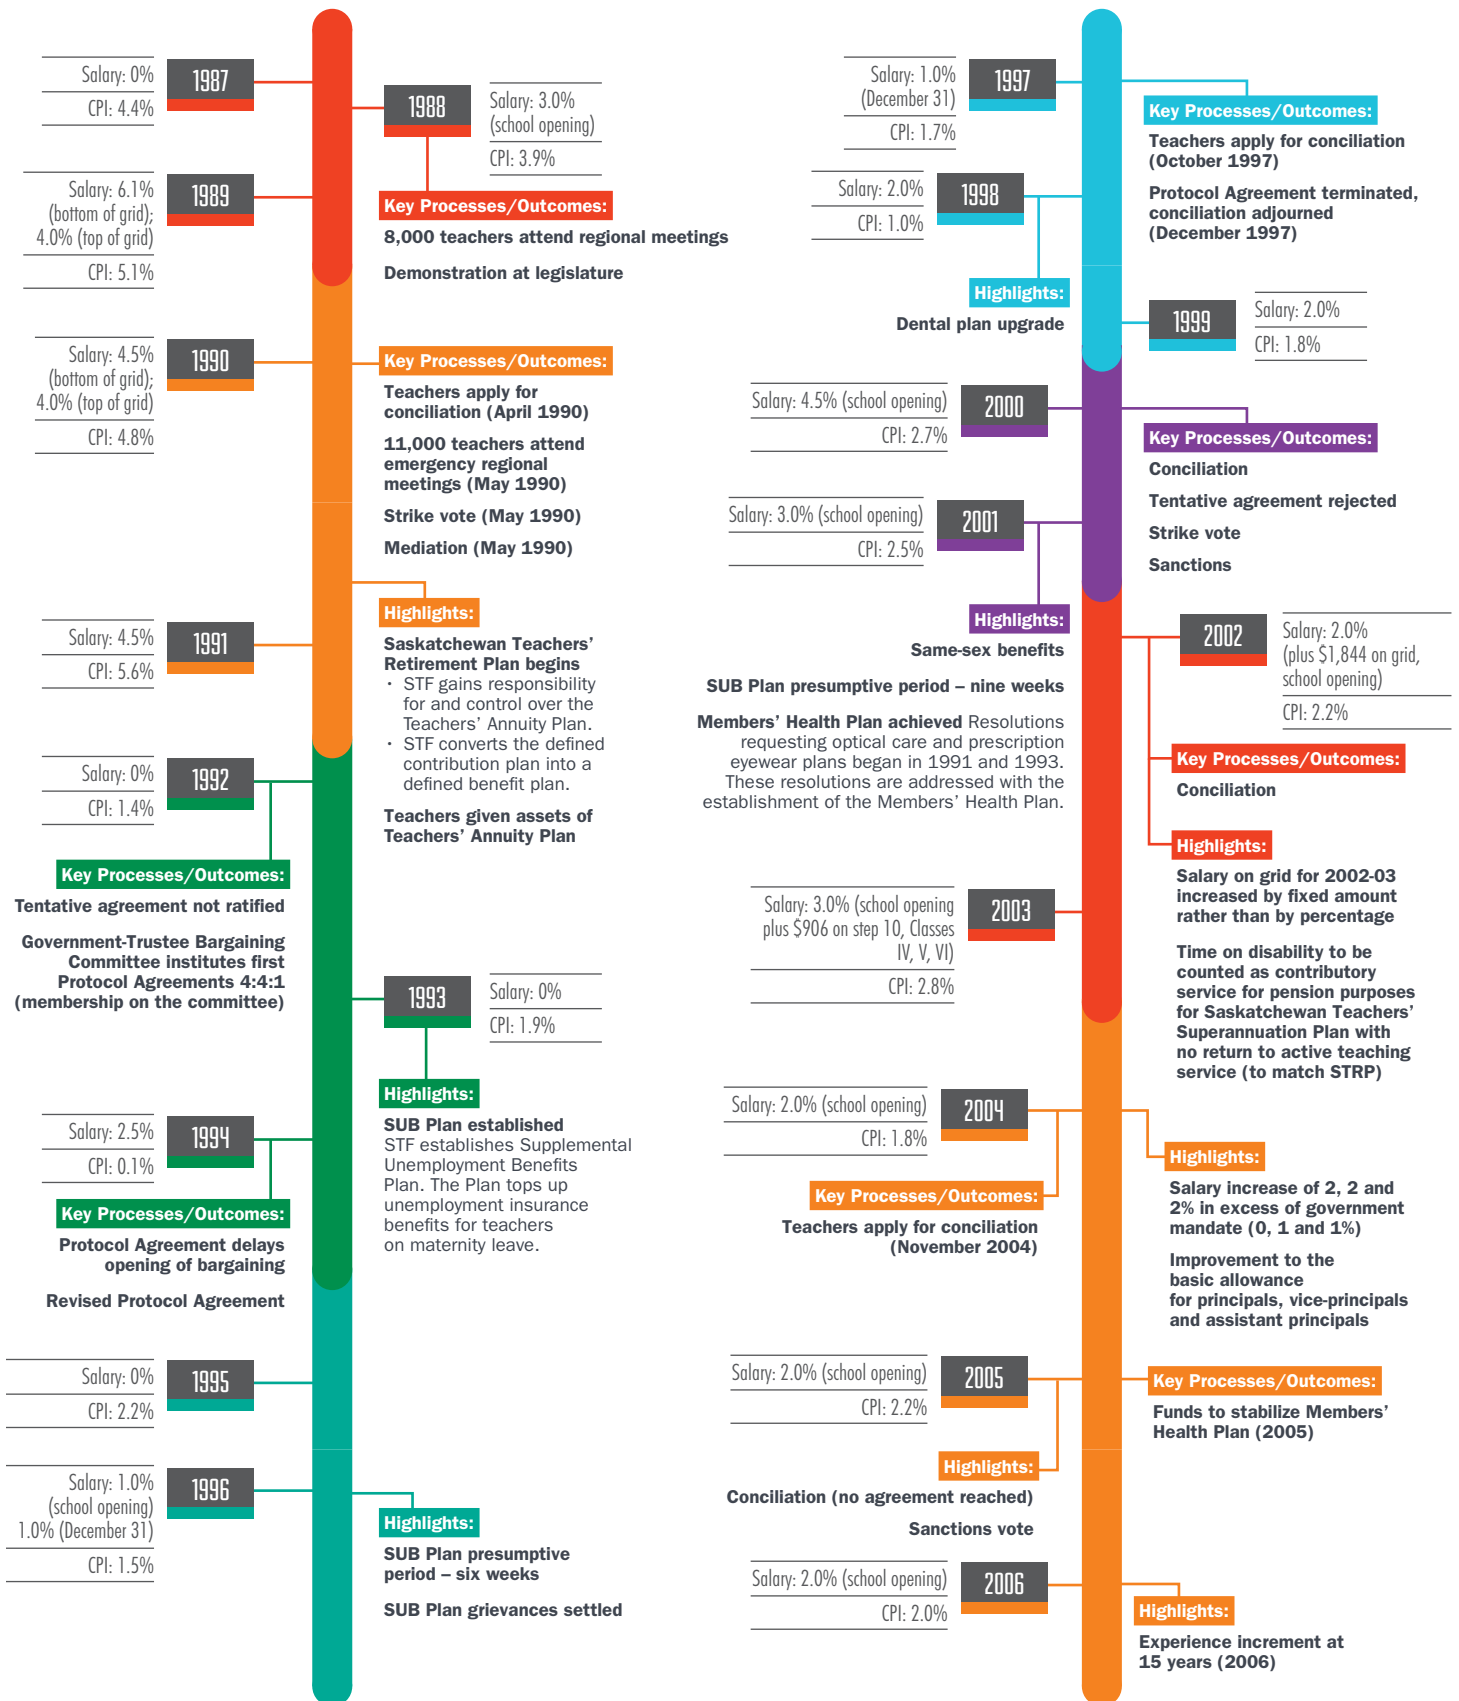 1987
Salary: 0%
CPI: 4.4%
1988
Salary: 3.0%
(school opening)
CPI: 3.9%
Key Processes/Outcomes:
8,000 teachers attend regional meetings
Demonstration at legislature
1989
Salary: 6.1%
(bottom of grid);
4.0% (top of grid)
CPI: 5.1%
1990
Salary: 4.5%
(bottom of grid);
4.0% (top of grid)
CPI: 4.8%
Key Processes/Outcomes:
Teachers apply for
conciliation (April 1990)
11,000 teachers attend
emergency regional
meetings (May 1990)
Strike vote (May 1990)
Mediation (May 1990)
Highlights:
Saskatchewan Teachers’
Retirement Plan begins
· STF gains responsibility
for and control over the
Teachers’ Annuity Plan.
· STF converts the defined
contribution plan into a
defined benefit plan.
Teachers given assets of
Teachers’ Annuity Plan
1991
Salary: 4.5%
CPI: 5.6%
1992
Salary: 0%
CPI: 1.4%
Key Processes/Outcomes:
Tentative agreement not ratified
Government-Trustee Bargaining
Committee institutes first
Protocol Agreements 4:4:1
(membership on the committee)
1993
Salary: 0%
CPI: 1.9%
Highlights:
SUB Plan established
STF establishes Supplemental
Unemployment Benefits
Plan. The Plan tops up
unemployment insurance
benefits for teachers
on maternity leave.
1994
Salary: 2.5%
CPI: 0.1%
Key Processes/Outcomes:
Protocol Agreement delays
opening of bargaining
Revised Protocol Agreement
1995
Salary: 0%
CPI: 2.2%
1996
Salary: 1.0%
(school opening)
1.0% (December 31)
CPI: 1.5%
Highlights:
SUB Plan presumptive
period – six weeks
SUB Plan grievances settled
1997
Salary: 1.0%
(December 31)
CPI: 1.7%
Key Processes/Outcomes:
Teachers apply for conciliation
(October 1997)
Protocol Agreement terminated,
conciliation adjourned
(December 1997)
1998
Salary: 2.0%
CPI: 1.0%
Highlights:
Dental plan upgrade
1999
Salary: 2.0%
CPI: 1.8%
2000
Salary: 4.5% (school opening)
CPI: 2.7%
Key Processes/Outcomes:
Conciliation
Tentative agreement rejected
Strike vote
Sanctions
2001
Salary: 3.0% (school opening)
CPI: 2.5%
Highlights:
Same-sex benefits
SUB Plan presumptive period – nine weeks
Members’ Health Plan achieved Resolutions
requesting optical care and prescription
eyewear plans began in 1991 and 1993.
These resolutions are addressed with the
establishment of the Members’ Health Plan.
2002
Salary: 2.0%
(plus $1,844 on grid,
school opening)
CPI: 2.2%
Key Processes/Outcomes:
Conciliation
Highlights:
Salary on grid for 2002-03
increased by fixed amount
rather than by percentage
Time on disability to be
counted as contributory
service for pension purposes
for Saskatchewan Teachers’
Superannuation Plan with
no return to active teaching
service (to match STRP)
2003
Salary: 3.0% (school opening
plus $906 on step 10, Classes
IV, V, VI)
CPI: 2.8%
2004
Salary: 2.0% (school opening)
CPI: 1.8%
Key Processes/Outcomes:
Teachers apply for conciliation
(November 2004)
Highlights:
Salary increase of 2, 2 and
2% in excess of government
mandate (0, 1 and 1%)
Improvement to the
basic allowance
for principals, vice-principals
and assistant principals
2005
Salary: 2.0% (school opening)
CPI: 2.2%
Key Processes/Outcomes:
Funds to stabilize Members’
Health Plan (2005)
Highlights:
Conciliation (no agreement reached)
Sanctions vote
2006
Salary: 2.0% (school opening)
CPI: 2.0%
Highlights:
Experience increment at
15 years (2006)